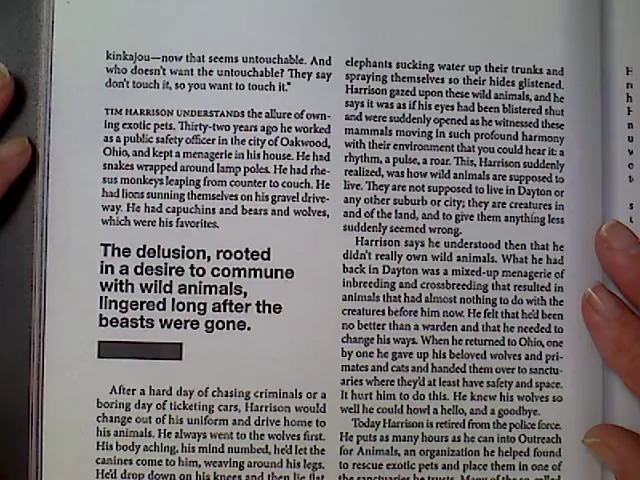 kinkajou—now that seems untouchable. And
who doesn't want the untouchable? They say
don't touch it, so you want to touch it."
TIM HARRISON UNDERSTANDS the allure of own-
ing exotic pets. Thirty-two years ago he worked
as a public safety officer in the city of Oakwood,
Ohio, and kept a menagerie in his house. He had
snakes wrapped around lamp poles. He had rhe-
sus monkeys leaping from counter to couch. He
had lions sunning themselves on his gravel drive-
way. He had capuchins and bears and wolves,
which were his favorites.
The delusion, rooted
in a desire to commune
with wild animals,
lingered long after the
beasts were gone.
After a hard day of chasing criminals or a
boring day of ticketing cars, Harrison would
change out of his uniform and drive home to
his animals. He always went to the wolves first.
His body aching, his mind numbed, he'd let the
canines come to him, weaving around his legs.
He'd drop down on his knees and then lie flat
elephants sucking water up their trunks and
spraying themselves so their hides glistened.
Harrison gazed upon these wild animals, and he
says it was as if his eyes had been blistered shut
and were suddenly opened as he witnessed these
mammals moving in such profound harmony
with their environment that you could hear it: a
rhythm, a pulse, a roar. This, Harrison suddenly
realized, was how wild animals are supposed to
live. They are not supposed to live in Dayton or
any other suburb or city; they are creatures in
and of the land, and to give them anything less
suddenly seemed wrong.
Harrison says he understood then that he
didn't really own wild animals. What he had
back in Dayton was a mixed-up menagerie of
inbreeding and crossbreeding that resulted in
animals that had almost nothing to do with the
creatures before him now. He felt that he'd been
no better than a warden and that he needed to
change his ways. When he returned to Ohio, one
by one he gave up his beloved wolves and pri-
mates and cats and handed them over to sanctu-
aries where they'd at least have safety and space.
It hurt him to do this. He knew his wolves so
well he could howl a hello, and a goodbye.
Today Harrison is retired from the police force.
He puts as many hours as he can into Outreach
for Animals, an organization he helped found
to rescue exotic pets and place them in one of
the sanctuaries he trusts. Many of the so-called